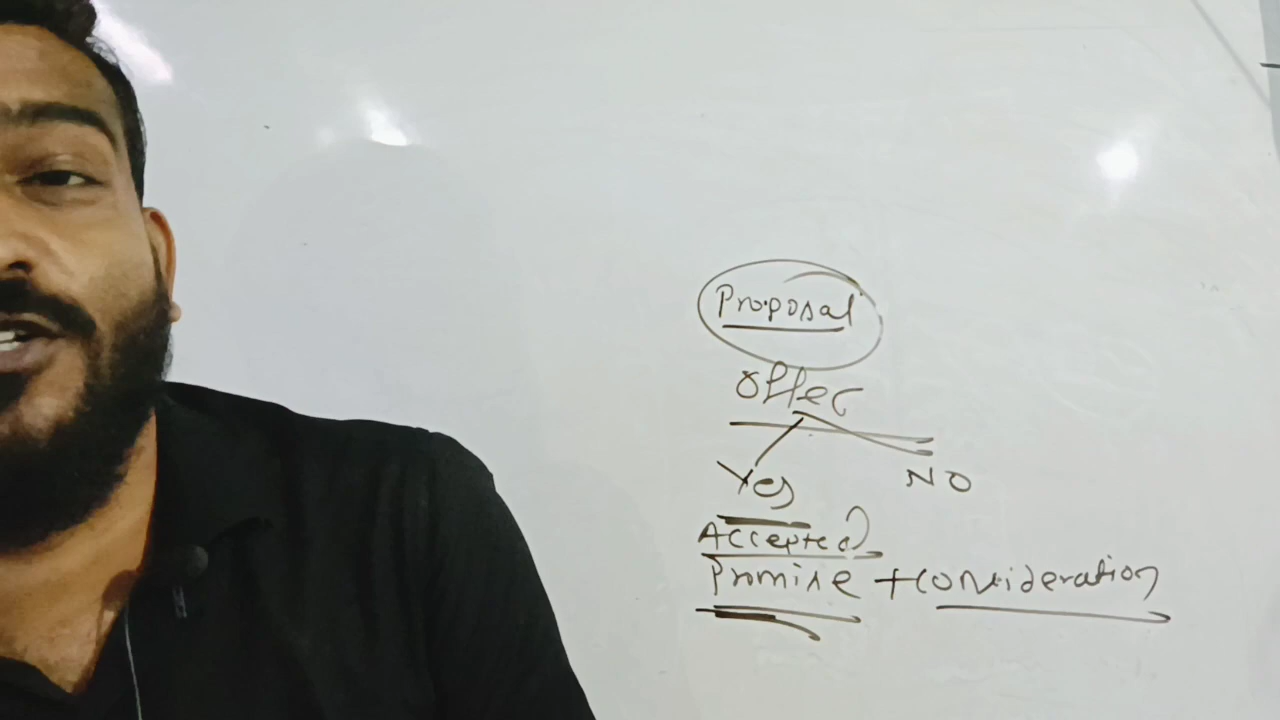 Proposal
offer
Yes NO
Accepted
Promise + consideration